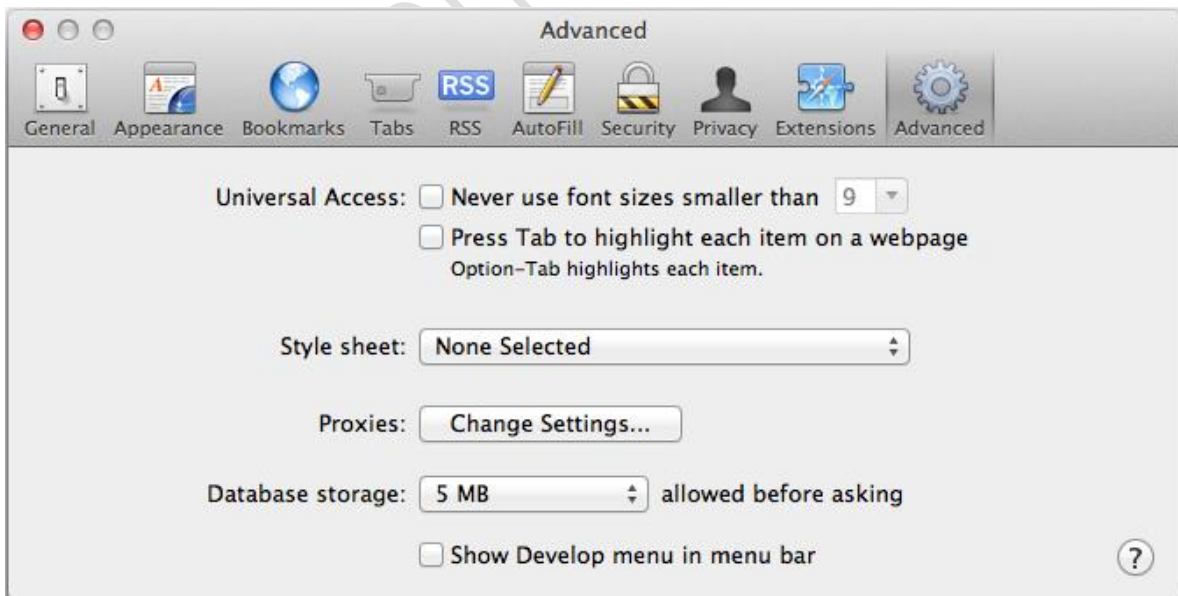 Advanced
RSS
General Appearance Bookmarks Tabs RSS AutoFill Security Privacy Extensions Advanced
Universal Access: Never use font sizes smaller than 9
Press Tab to highlight each item on a webpage
Option-Tab highlights each item.
Style sheet: None Selected
Proxies: Change Settings...
Database storage: 5 MB allowed before asking
Show Develop menu in menu bar
?